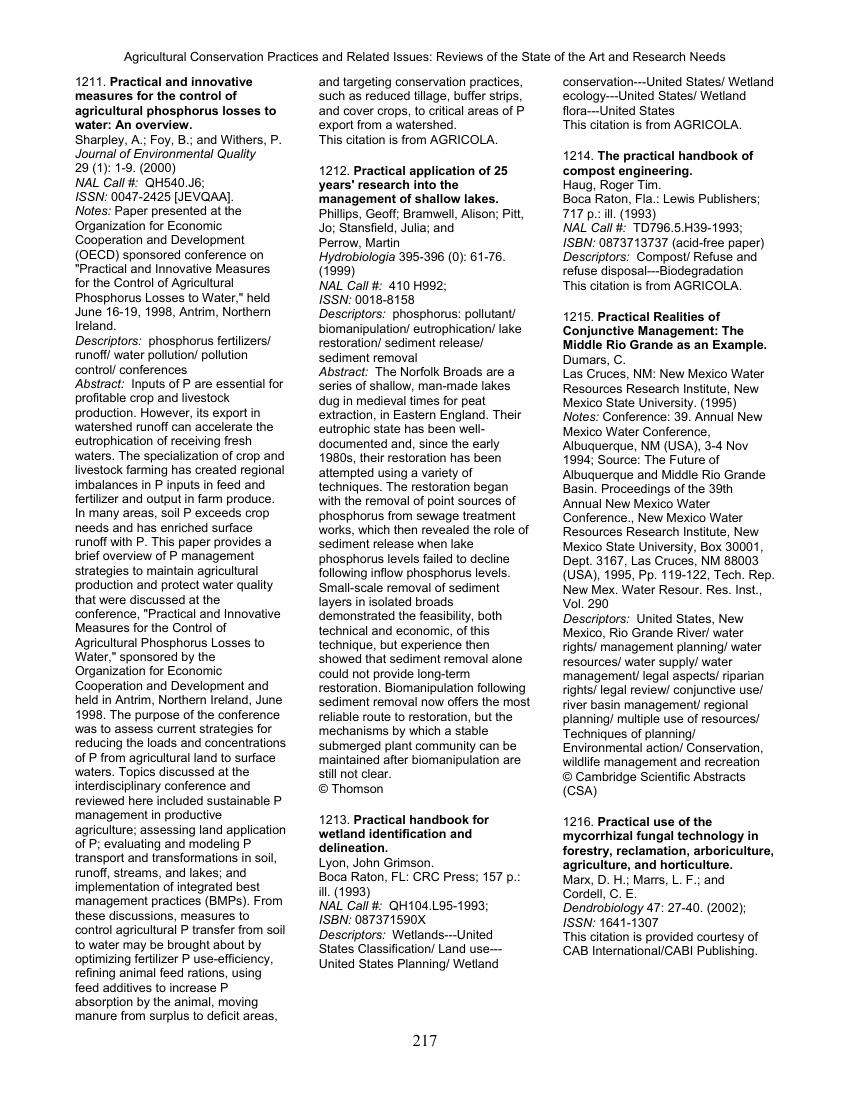 Agricultural Conservation Practices and Related Issues: Reviews of the State of the Art and Research Needs
1211. Practical and innovative
measures for the control of
agricultural phosphorus losses to
water: An overview.
Sharpley, A.; Foy, B.; and Withers, P.
Journal of Environmental Quality
29 (1): 1-9. (2000)
NAL Call #: QH540.J6;
ISSN: 0047-2425 [JEVQAA].
Notes: Paper presented at the
Organization for Economic
Cooperation and Development
(OECD) sponsored conference on
"Practical and Innovative Measures
for the Control of Agricultural
Phosphorus Losses to Water," held
June 16-19, 1998, Antrim, Northern
Ireland.
Descriptors: phosphorus fertilizers/
runoff/ water pollution/ pollution
control/ conferences
Abstract: Inputs of P are essential for
profitable crop and livestock
production. However, its export in
watershed runoff can accelerate the
eutrophication of receiving fresh
waters. The specialization of crop and
livestock farming has created regional
imbalances in P inputs in feed and
fertilizer and output in farm produce.
In many areas, soil P exceeds crop
needs and has enriched surface
runoff with P. This paper provides a
brief overview of P management
strategies to maintain agricultural
production and protect water quality
that were discussed at the
conference, "Practical and Innovative
Measures for the Control of
Agricultural Phosphorus Losses to
Water," sponsored by the
Organization for Economic
Cooperation and Development and
held in Antrim, Northern Ireland, June
1998. The purpose of the conference
was to assess current strategies for
reducing the loads and concentrations
of P from agricultural land to surface
waters. Topics discussed at the
interdisciplinary conference and
reviewed here included sustainable P
management in productive
agriculture; assessing land application
of P; evaluating and modeling P
transport and transformations in soil,
runoff, streams, and lakes; and
implementation of integrated best
management practices (BMPs). From
these discussions, measures to
control agricultural P transfer from soil
to water may be brought about by
optimizing fertilizer P use-efficiency,
refining animal feed rations, using
feed additives to increase P
absorption by the animal, moving
manure from surplus to deficit areas,
and targeting conservation practices,
such as reduced tillage, buffer strips,
and cover crops, to critical areas of P
export from a watershed.
This citation is from AGRICOLA.
1212. Practical application of 25
years' research into the
management of shallow lakes.
Phillips, Geoff; Bramwell, Alison; Pitt,
Jo; Stansfield, Julia; and
Perrow, Martin
Hydrobiologia 395-396 (0): 61-76.
(1999)
NAL Call #: 410 H992;
ISSN: 0018-8158
Descriptors: phosphorus: pollutant/
biomanipulation/ eutrophication/ lake
restoration/ sediment release/
sediment removal
Abstract: The Norfolk Broads are a
series of shallow, man-made lakes
dug in medieval times for peat
extraction, in Eastern England. Their
eutrophic state has been well-
documented and, since the early
1980s, their restoration has been
attempted using a variety of
techniques. The restoration began
with the removal of point sources of
phosphorus from sewage treatment
works, which then revealed the role of
sediment release when lake
phosphorus levels failed to decline
following inflow phosphorus levels.
Small-scale removal of sediment
layers in isolated broads
demonstrated the feasibility, both
technical and economic, of this
technique, but experience then
showed that sediment removal alone
could not provide long-term
restoration. Biomanipulation following
sediment removal now offers the most
reliable route to restoration, but the
mechanisms by which a stable
submerged plant community can be
maintained after biomanipulation are
still not clear.
© Thomson
1213. Practical handbook for
wetland identification and
delineation.
Lyon, John Grimson.
Boca Raton, FL: CRC Press; 157 p.:
ill. (1993)
NAL Call #: QH104.L95-1993;
ISBN: 087371590X
Descriptors: Wetlands---United
States Classification/ Land use---
United States Planning/ Wetland
conservation---United States/ Wetland
ecology---United States/ Wetland
flora---United States
This citation is from AGRICOLA.
1214. The practical handbook of
compost engineering.
Haug, Roger Tim.
Boca Raton, Fla.: Lewis Publishers;
717 p.: ill. (1993)
NAL Call #: TD796.5.H39-1993;
ISBN: 0873713737 (acid-free paper)
Descriptors: Compost/ Refuse and
refuse disposal---Biodegradation
This citation is from AGRICOLA.
1215. Practical Realities of
Conjunctive Management: The
Middle Rio Grande as an Example.
Dumars, C.
Las Cruces, NM: New Mexico Water
Resources Research Institute, New
Mexico State University. (1995)
Notes: Conference: 39. Annual New
Mexico Water Conference,
Albuquerque, NM (USA), 3-4 Nov
1994; Source: The Future of
Albuquerque and Middle Rio Grande
Basin. Proceedings of the 39th
Annual New Mexico Water
Conference., New Mexico Water
Resources Research Institute, New
Mexico State University, Box 30001,
Dept. 3167, Las Cruces, NM 88003
(USA), 1995, Pp. 119-122, Tech. Rep.
New Mex. Water Resour. Res. Inst.,
Vol. 290
Descriptors: United States, New
Mexico, Rio Grande River/ water
rights/ management planning/ water
resources/ water supply/ water
management/ legal aspects/ riparian
rights/ legal review/ conjunctive use/
river basin management/ regional
planning/ multiple use of resources/
Techniques of planning/
Environmental action/ Conservation,
wildlife management and recreation
© Cambridge Scientific Abstracts
(CSA)
1216. Practical use of the
mycorrhizal fungal technology in
forestry, reclamation, arboriculture,
agriculture, and horticulture.
Marx, D. H.; Marrs, L. F.; and
Cordell, C. E.
Dendrobiology 47: 27-40. (2002);
ISSN: 1641-1307
This citation is provided courtesy of
CAB International/CABI Publishing.
217